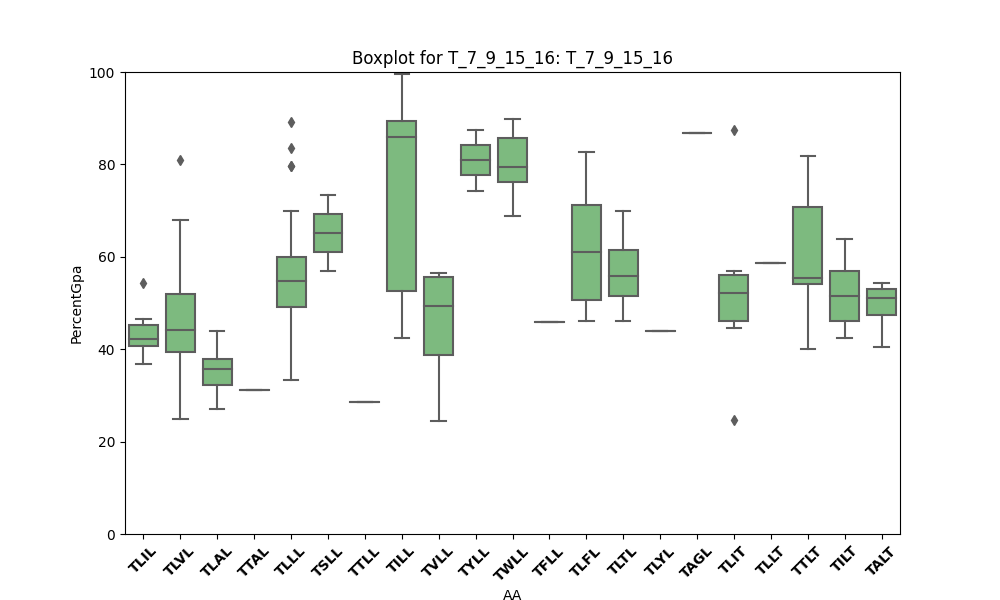 Boxplot for T_7_9_15_16: T_7_9_15_16
PercentGpa
100
80
60
40
20
0
TLIL TLVL TLAL TTAL TLLL TSLL TTLL TILL TVLL TYLL TWLL TFLL TLFL TLTL TLYL TAGL TLIT TLLT TTLT TILT TALT
AA